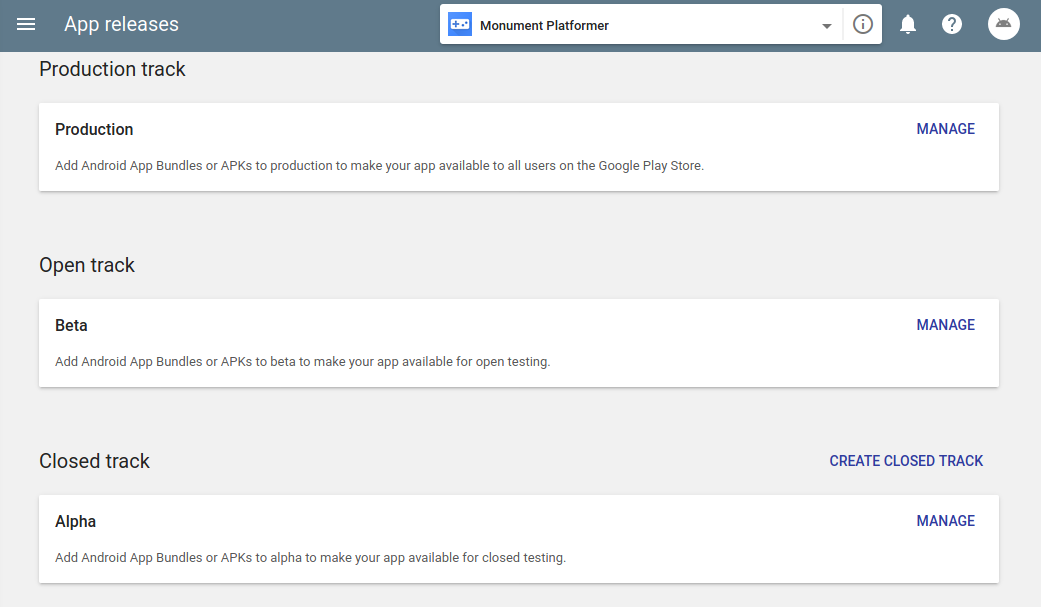 App releases
Monument Platformer
Production track
Production
MANAGE
Add Android App Bundles or APKs to production to make your app available to all users on the Google Play Store.
Open track
Beta
MANAGE
Add Android App Bundles or APKs to beta to make your app available for open testing.
Closed track
CREATE CLOSED TRACK
Alpha
MANAGE
Add Android App Bundles or APKs to alpha to make your app available for closed testing.